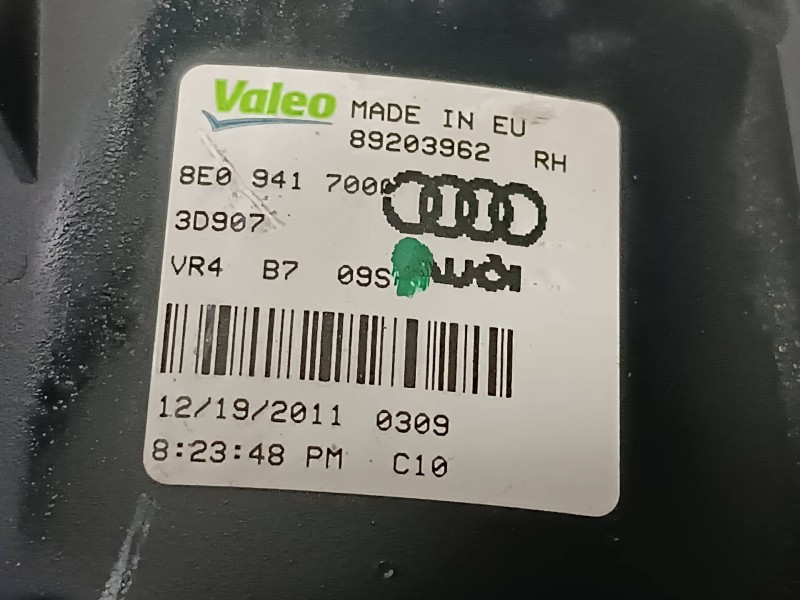 Valeo MADE IN EU
89203962 RH
8E0 941 700
3D907
VR4 B7 09S
Audi
12/19/2011 0309
8:23:48 PM C10